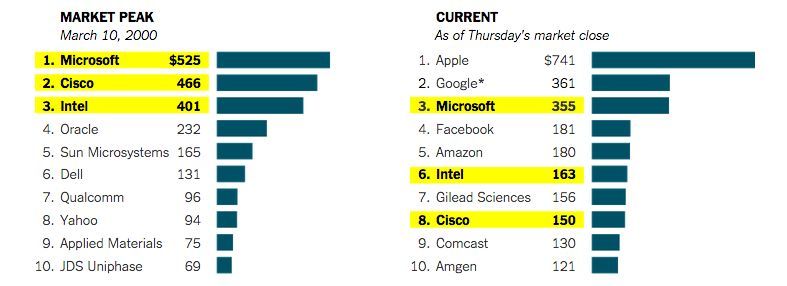 MARKET PEAK
March 10, 2000
1. Microsoft $525
2. Cisco 466
3. Intel 401
4. Oracle 232
5. Sun Microsystems 165
6. Dell 131
7. Qualcomm 96
8. Yahoo 94
9. Applied Materials 75
10. JDS Uniphase 69
CURRENT
As of Thursday's market close
1. Apple $741
2. Google* 361
3. Microsoft 355
4. Facebook 181
5. Amazon 180
6. Intel 163
7. Gilead Sciences 156
8. Cisco 150
9. Comcast 130
10. Amgen 121